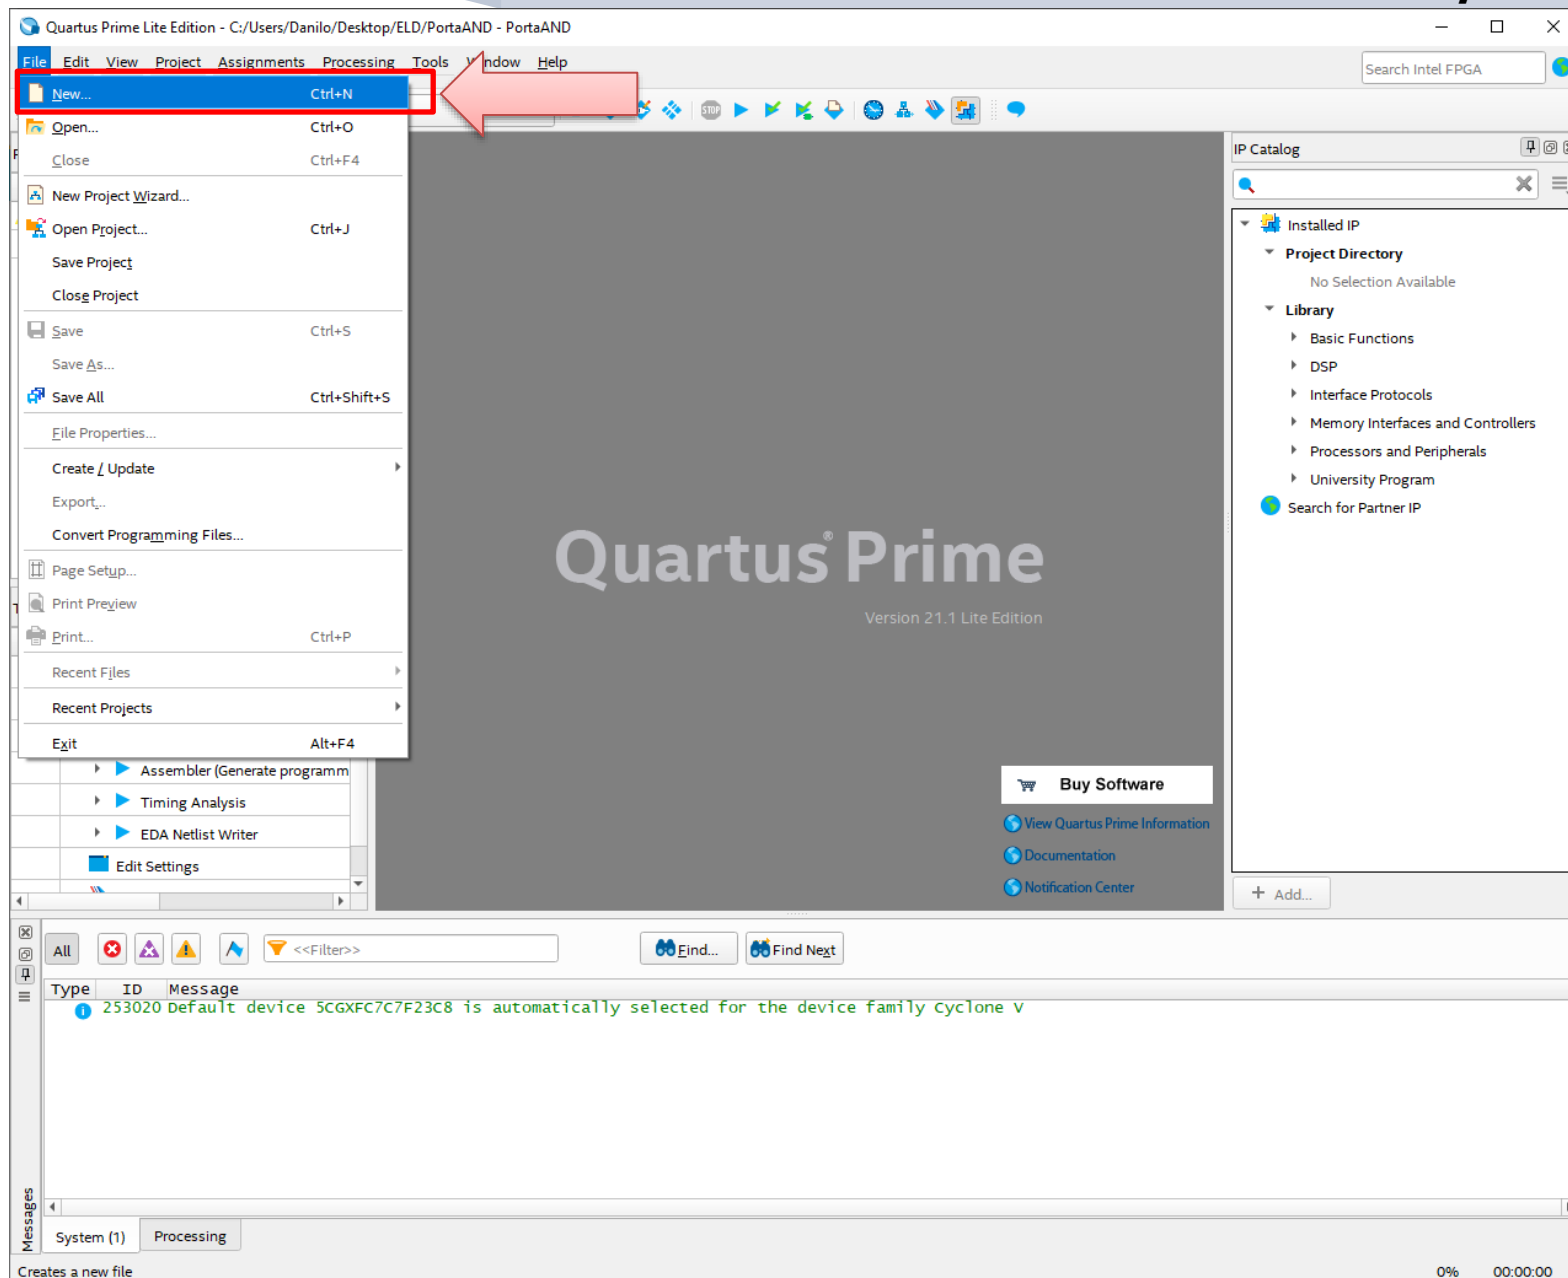 Quartus Prime Lite Edition - C:/Users/Danilo/Desktop/ELD/PortaAND - PortaAND
File Edit View Project Assignments Processing Tools Window Help
Search Intel FPGA
New... Ctrl+N
Open... Ctrl+O
Close Ctrl+F4
New Project Wizard...
Open Project... Ctrl+J
Save Project
Close Project
Save Ctrl+S
Save As...
Save All Ctrl+Shift+S
File Properties...
Create / Update
Export...
Convert Programming Files...
Page Setup...
Print Preview
Print... Ctrl+P
Recent Files
Recent Projects
Exit Alt+F4
STOP
Assembler (Generate programm
Timing Analysis
EDA Netlist Writer
Edit Settings
Quartus® Prime
Version 21.1 Lite Edition
Buy Software
View Quartus Prime Information
Documentation
Notification Center
IP Catalog
Installed IP
Project Directory
No Selection Available
Library
Basic Functions
DSP
Interface Protocols
Memory Interfaces and Controllers
Processors and Peripherals
University Program
Search for Partner IP
+ Add...
All <<Filter>> Find... Find Next
Type ID Message
253020 Default device 5CGXFC7C7F23C8 is automatically selected for the device family Cyclone V
Messages
System (1) Processing
Creates a new file
0% 00:00:00